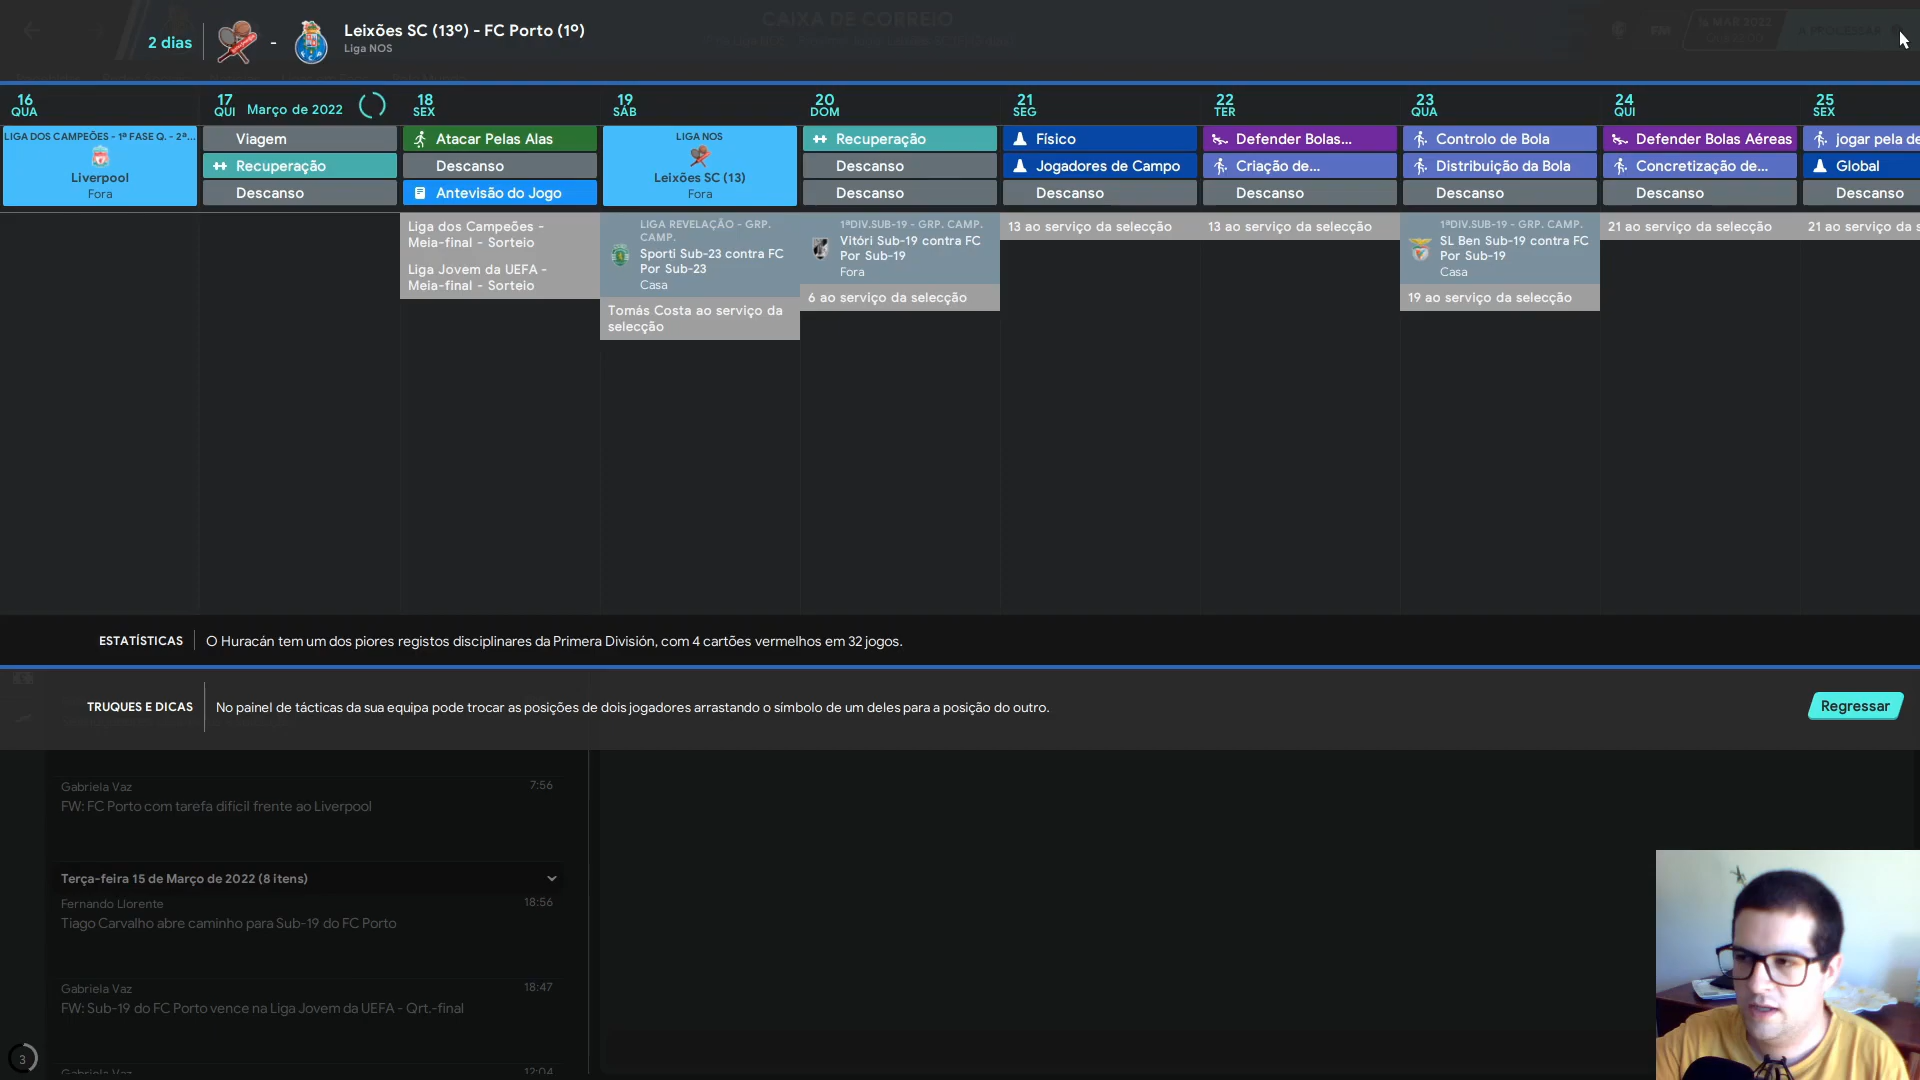 CAIXA DE CORREIO
2 dias
-
Leixões SC (13º) - FC Porto (1º)
Liga NOS
16 QUA
17 QUI Março de 2022
18 SEX
19 SÁB
20 DOM
21 SEG
22 TER
23 QUA
24 QUI
25 SEX
LIGA DOS CAMPEÕES - 1ª FASE Q. - 2ª...
Liverpool
Fora
Viagem
Recuperação
Descanso
Atacar Pelas Alas
Descanso
Antevisão do Jogo
LIGA NOS
Leixões SC (13)
Fora
Recuperação
Descanso
Descanso
Físico
Jogadores de Campo
Descanso
Defender Bolas...
Criação de...
Descanso
Controlo de Bola
Distribuição da Bola
Descanso
Defender Bolas Aéreas
Concretização de...
Descanso
jogar pela de
Global
Descanso
Liga dos Campeões -
Meia-final - Sorteio
Liga Jovem da UEFA -
Meia-final - Sorteio
LIGA REVELAÇÃO - GRP.
CAMP.
Sporti Sub-23 contra FC
Por Sub-23
Casa
Tomás Costa ao serviço da
selecção
1ªDIV.SUB-19 - GRP. CAMP.
Vitóri Sub-19 contra FC
Por Sub-19
Fora
6 ao serviço da selecção
13 ao serviço da selecção
13 ao serviço da selecção
1ªDIV.SUB-19 - GRP. CAMP.
SL Ben Sub-19 contra FC
Por Sub-19
Casa
19 ao serviço da selecção
21 ao serviço da selecção
21 ao serviço da s
ESTATÍSTICAS
O Huracán tem um dos piores registos disciplinares da Primera División, com 4 cartões vermelhos em 32 jogos.
TRUQUES E DICAS
No painel de tácticas da sua equipa pode trocar as posições de dois jogadores arrastando o símbolo de um deles para a posição do outro.
Regressar
Gabriela Vaz 7:56
FW: FC Porto com tarefa difícil frente ao Liverpool
Terça-feira 15 de Março de 2022 (8 itens)
Fernando Llorente 18:56
Tiago Carvalho abre caminho para Sub-19 do FC Porto
Gabriela Vaz 18:47
FW: Sub-19 do FC Porto vence na Liga Jovem da UEFA - Qrt.-final
3
Gabriela Vaz 12:04